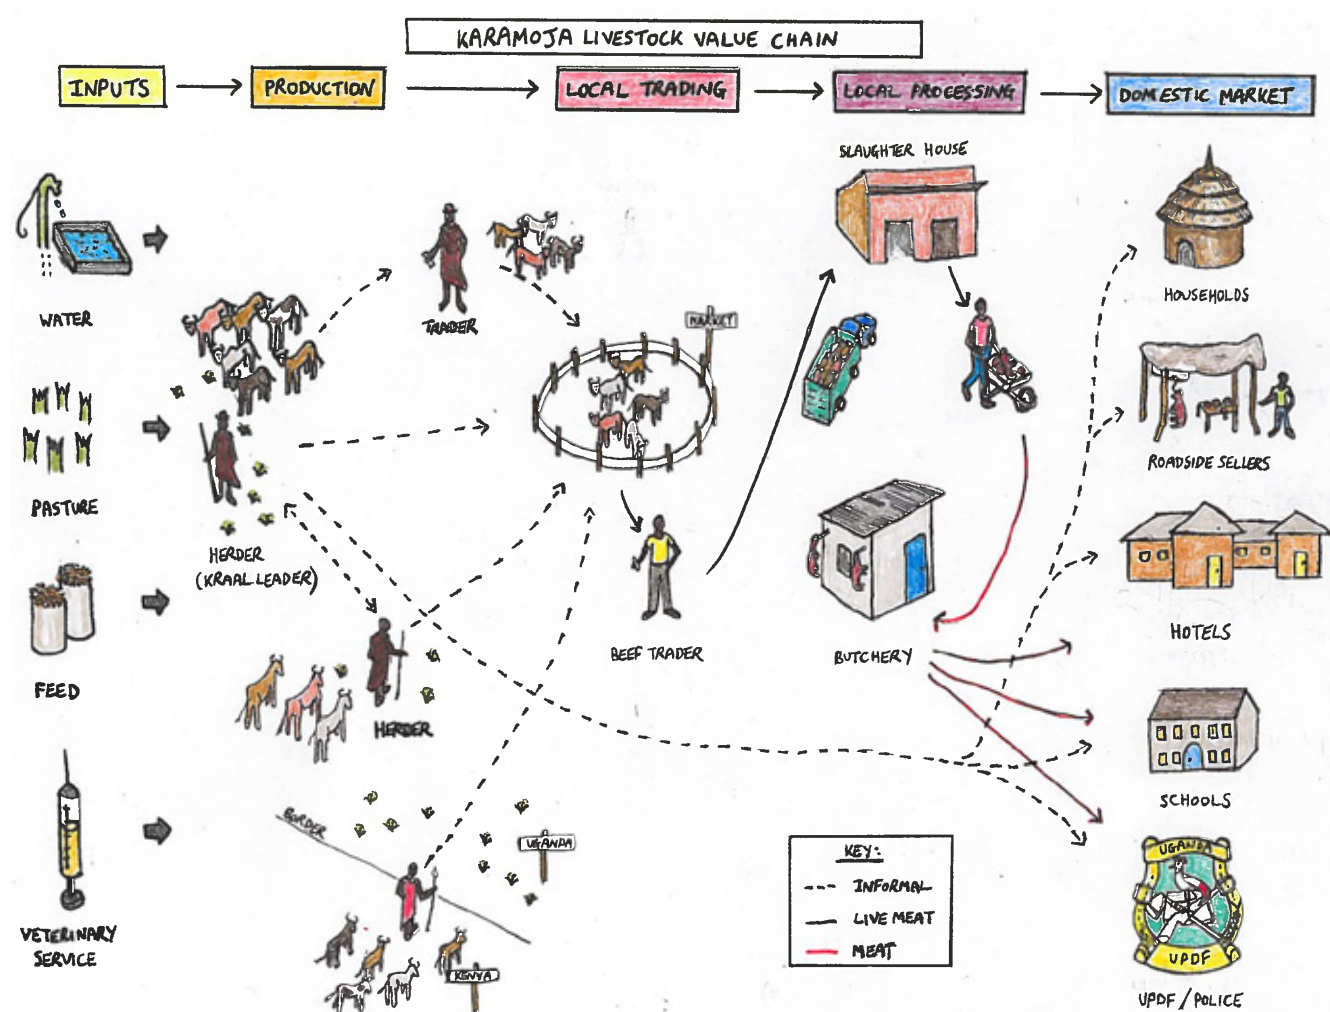 KARAMOJA LIVESTOCK VALUE CHAIN
INPUTS
PRODUCTION
LOCAL TRADING
LOCAL PROCESSING
DOMESTIC MARKET
WATER
PASTURE
FEED
VETERINARY
SERVICE
HERDER
(KRAAL LEADER)
HERDER
BORDER
UGANDA
KENYA
TRADER
MARKET
BEEF TRADER
SLAUGHTER HOUSE
BUTCHERY
HOUSEHOLDS
ROADSIDE SELLERS
HOTELS
SCHOOLS
UGANDA
UPDF
UPDF/POLICE
KEY:
INFORMAL
LIVE MEAT
MEAT